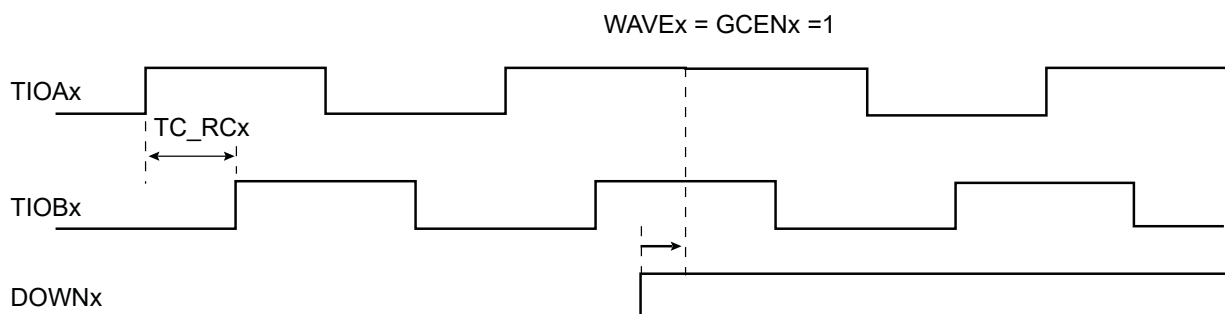 WAVEx = GCENx =1
TIOAx
TC_RCx
TIOBx
DOWNx